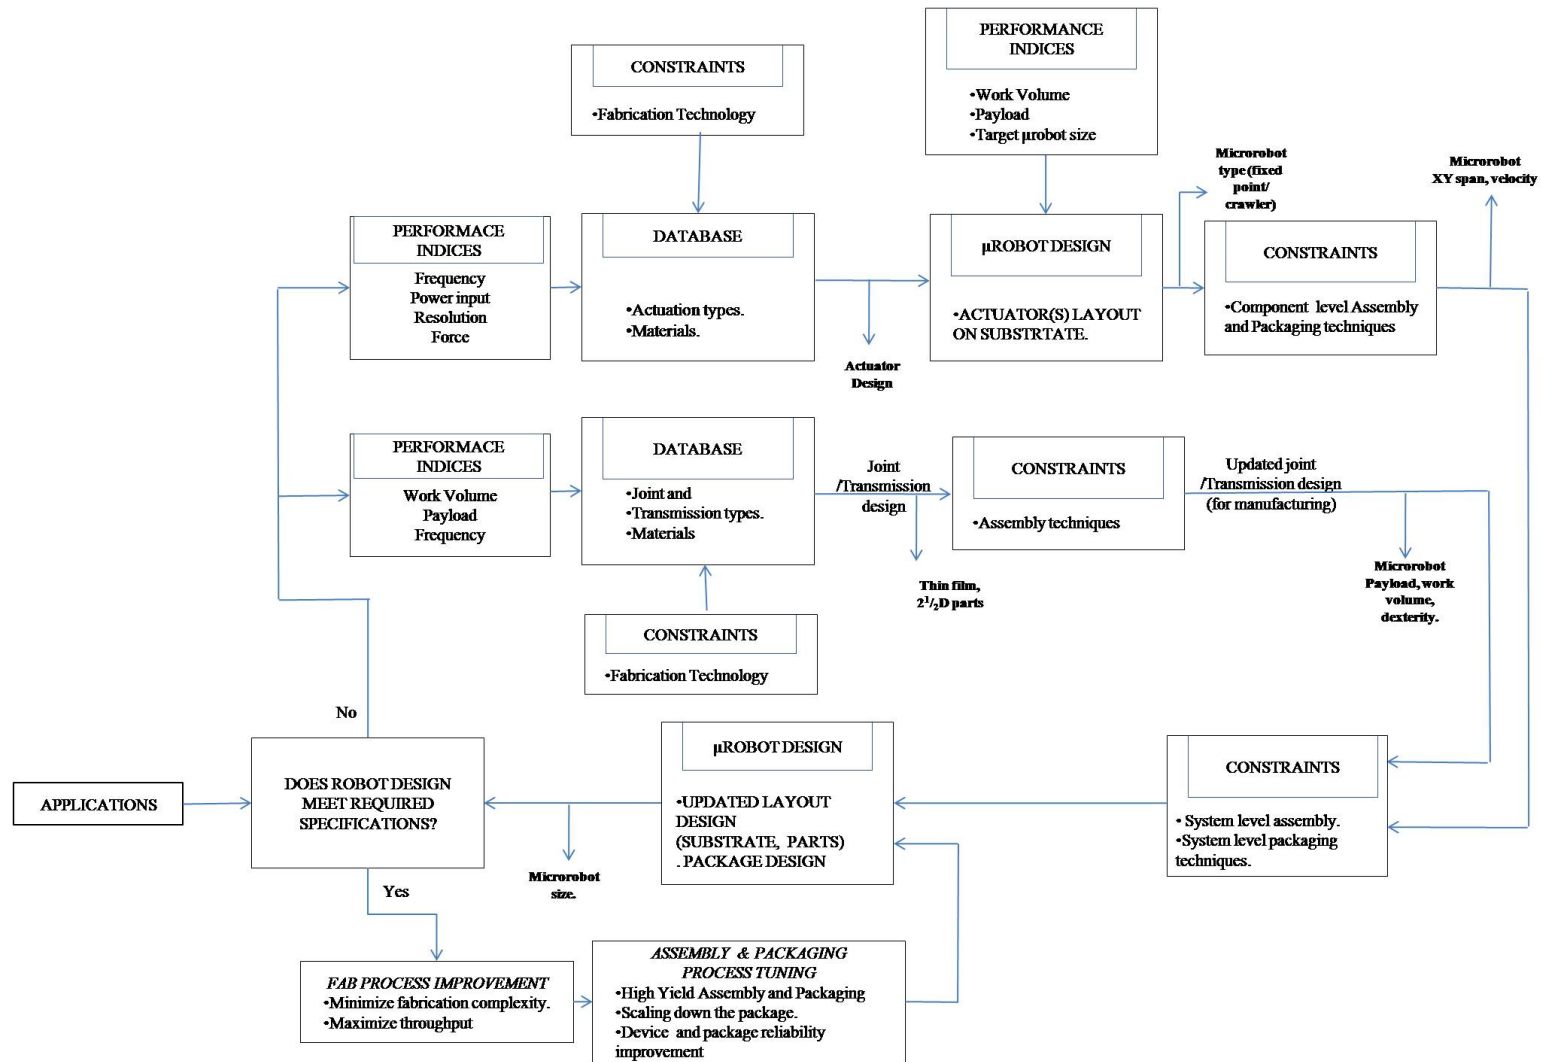 PERFORMANCE
INDICES
•Work Volume
•Payload
•Target µrobot size
CONSTRAINTS
•Fabrication Technology
Microrobot
type (fixed
point/
crawler)
Microrobot
XY span, velocity
PERFORMACE
INDICES
Frequency
Power input
Resolution
Force
DATABASE
•Actuation types.
•Materials.
Actuator
Design
µROBOT DESIGN
•ACTUATOR(S) LAYOUT
ON SUBSTRTATE.
CONSTRAINTS
•Component level Assembly
and Packaging techniques
PERFORMACE
INDICES
Work Volume
Payload
Frequency
DATABASE
•Joint and
•Transmission types.
•Materials
Joint
/Transmission
design
Thin film,
2¹/₂D parts
CONSTRAINTS
•Assembly techniques
Updated joint
/Transmission design
(for manufacturing)
Microrobot
Payload, work
volume,
dexterity.
CONSTRAINTS
•Fabrication Technology
No
APPLICATIONS
DOES ROBOT DESIGN
MEET REQUIRED
SPECIFICATIONS?
Yes
Microrobot
size.
µROBOT DESIGN
•UPDATED LAYOUT
DESIGN
(SUBSTRATE, PARTS)
. PACKAGE DESIGN
CONSTRAINTS
• System level assembly.
•System level packaging
techniques.
FAB PROCESS IMPROVEMENT
•Minimize fabrication complexity.
•Maximize throughput
ASSEMBLY & PACKAGING
PROCESS TUNING
•High Yield Assembly and Packaging
•Scaling down the package.
•Device and package reliability
improvement